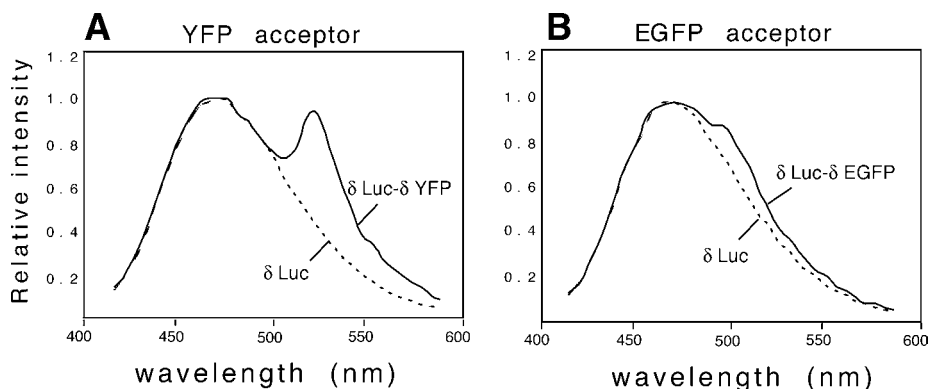 A
YFP acceptor
Relative intensity
1.2
1.0
0.8
0.6
0.4
0.2
δ Luc-δ YFP
δ Luc
400 450 500 550 600
wavelength (nm)
B
EGFP acceptor
1.2
1.0
0.8
0.6
0.4
0.2
δ Luc-δ EGFP
δ Luc
400 450 500 550 600
wavelength (nm)